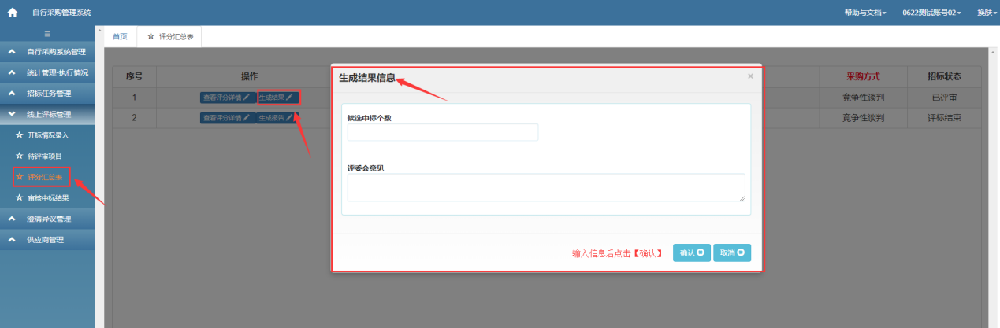 自行采购管理系统
帮助与文档 0622测试账号02 换肤
自行采购系统管理
统计管理-执行情况
招标任务管理
线上评标管理
开标情况录入
待评审项目
评分汇总表
审核中标结果
澄清异议管理
供应商管理
首页 评分汇总表
序号 操作 采购方式 招标状态
1 查看评分详情 生成结果 竞争性谈判 已评审
2 查看评分详情 生成报告 竞争性谈判 评标结束
生成结果信息 ×
候选中标个数
评委会意见
输入信息后点击【确认】 确认 取消